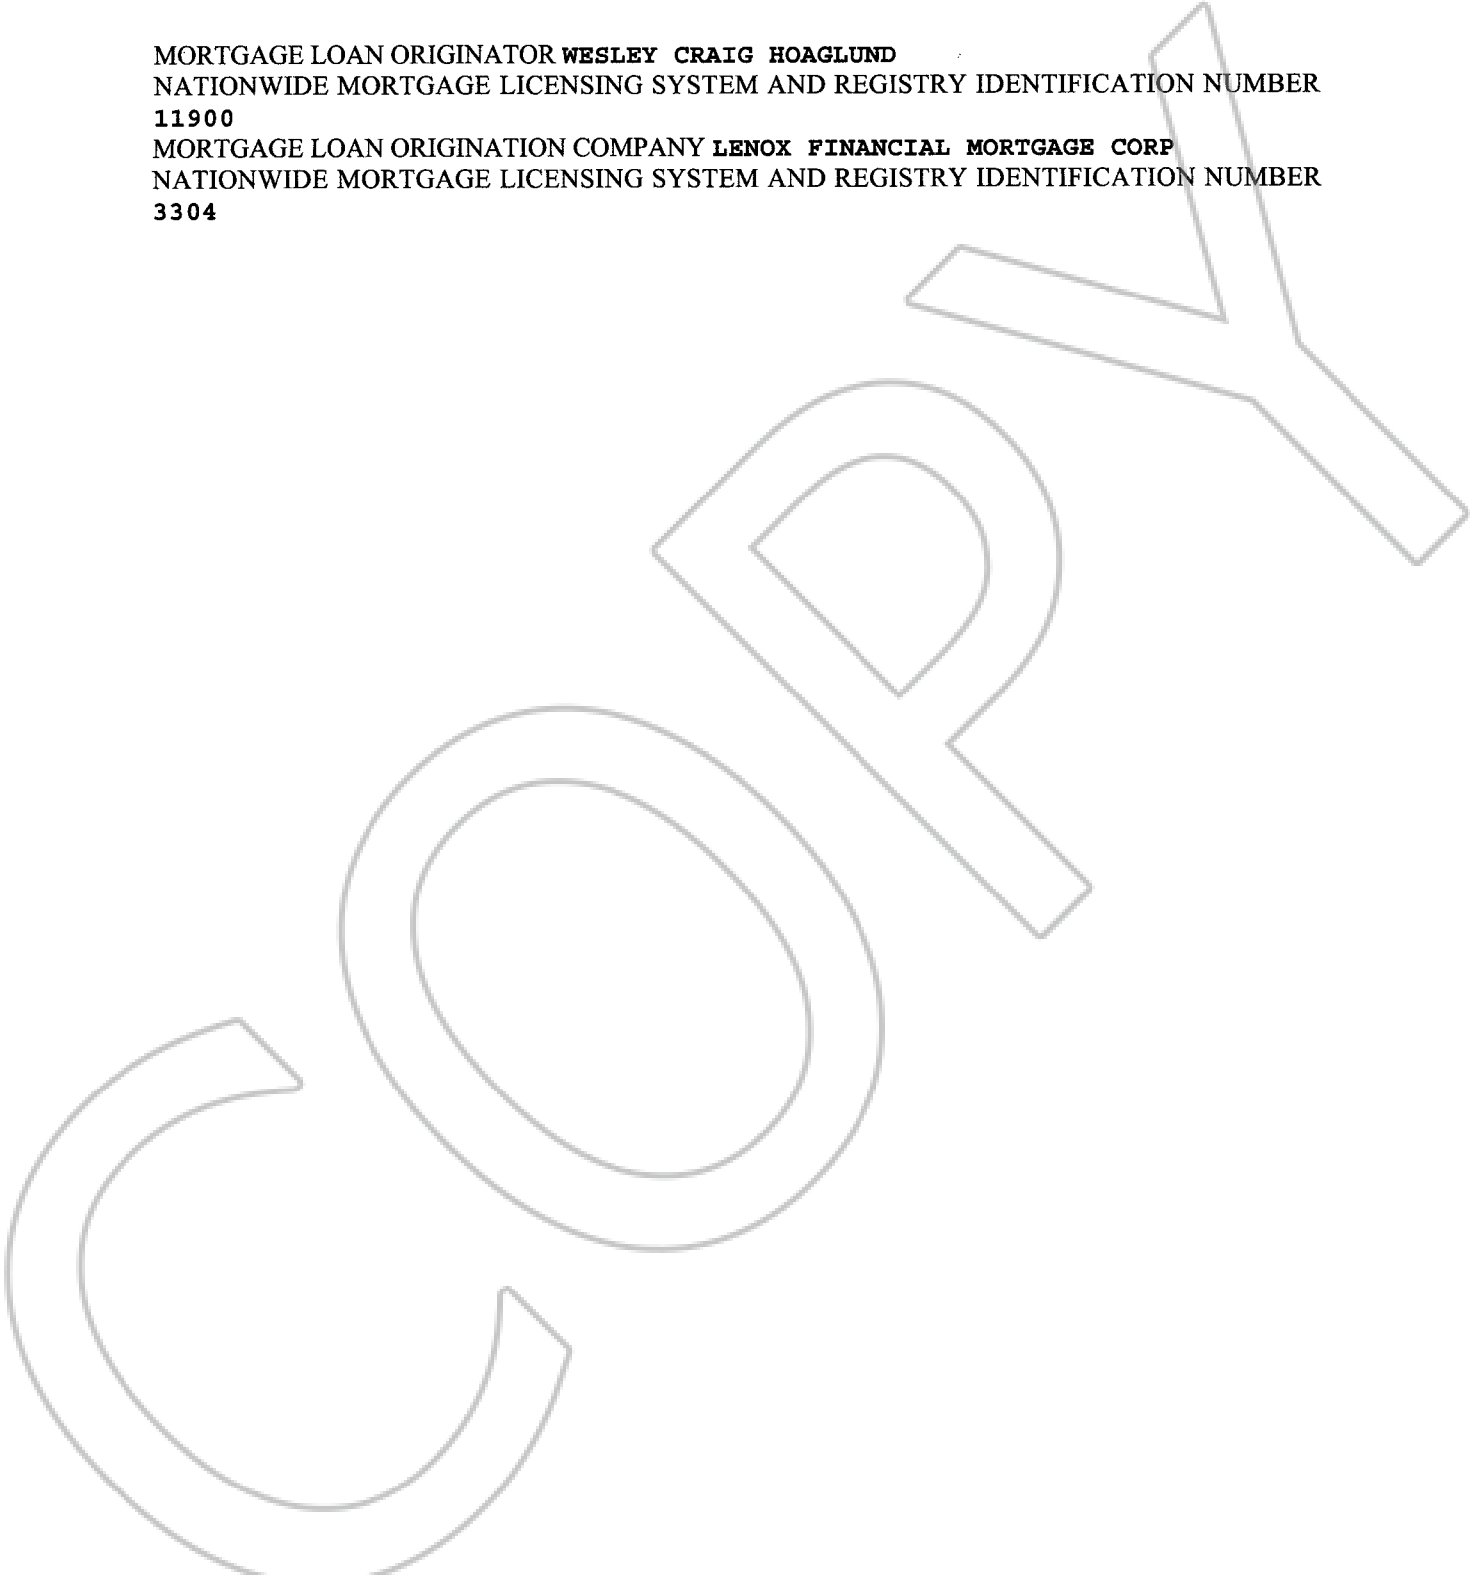 MORTGAGE LOAN ORIGINATOR WESLEY CRAIG HOAGLUND
NATIONWIDE MORTGAGE LICENSING SYSTEM AND REGISTRY IDENTIFICATION NUMBER
11900
MORTGAGE LOAN ORIGINATION COMPANY LENOX FINANCIAL MORTGAGE CORP
NATIONWIDE MORTGAGE LICENSING SYSTEM AND REGISTRY IDENTIFICATION NUMBER
3304
COPY